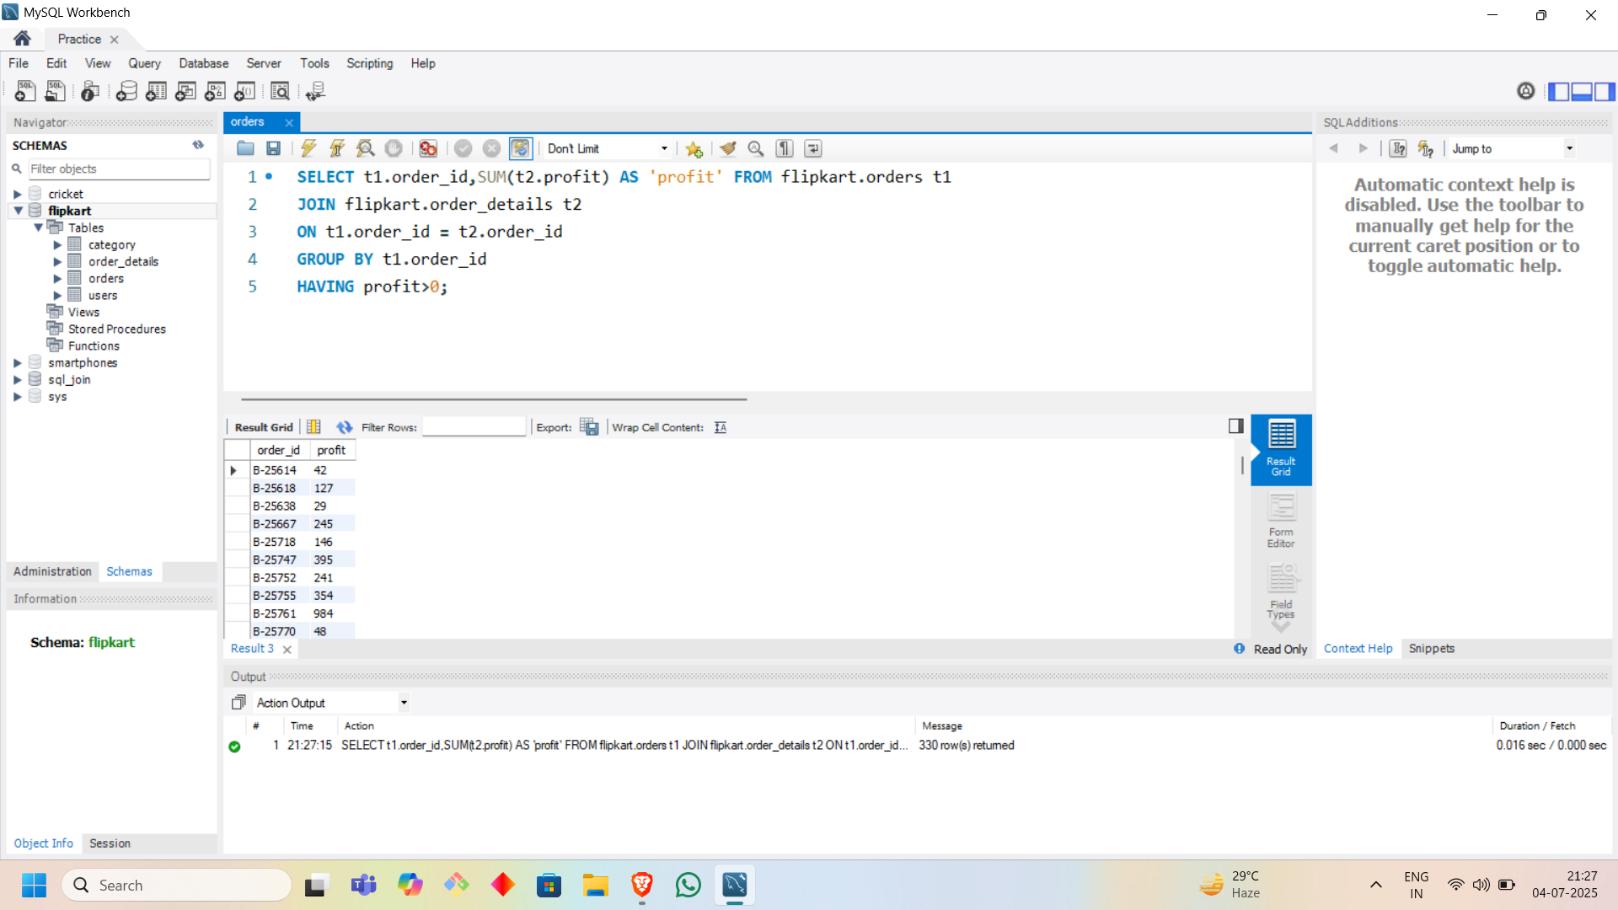 MySQL Workbench
Practice
File Edit View Query Database Server Tools Scripting Help
Navigator
SCHEMAS
Filter objects
cricket
flipkart
Tables
category
order_details
orders
users
Views
Stored Procedures
Functions
smartphones
sql_join
sys
Administration Schemas
Information
Schema: flipkart
Object Info Session
orders
Don't Limit
1 SELECT t1.order_id,SUM(t2.profit) AS 'profit' FROM flipkart.orders t1
2 JOIN flipkart.order_details t2
3 ON t1.order_id = t2.order_id
4 GROUP BY t1.order_id
5 HAVING profit>0;
Result Grid Filter Rows: Export: Wrap Cell Content:
order_id profit
B-25614 42
B-25618 127
B-25638 29
B-25667 245
B-25718 146
B-25747 395
B-25752 241
B-25755 354
B-25761 984
B-25770 48
Result Grid
Form Editor
Field Types
Result 3
Read Only
SQLAdditions
Jump to
Automatic context help is
disabled. Use the toolbar to
manually get help for the
current caret position or to
toggle automatic help.
Context Help Snippets
Output
Action Output
# Time Action Message Duration / Fetch
1 21:27:15 SELECT t1.order_id,SUM(t2.profit) AS 'profit' FROM flipkart.orders t1 JOIN flipkart.order_details t2 ON t1.order_id... 330 row(s) returned 0.016 sec / 0.000 sec
Search
29°C
Haze
ENG
IN
21:27
04-07-2025